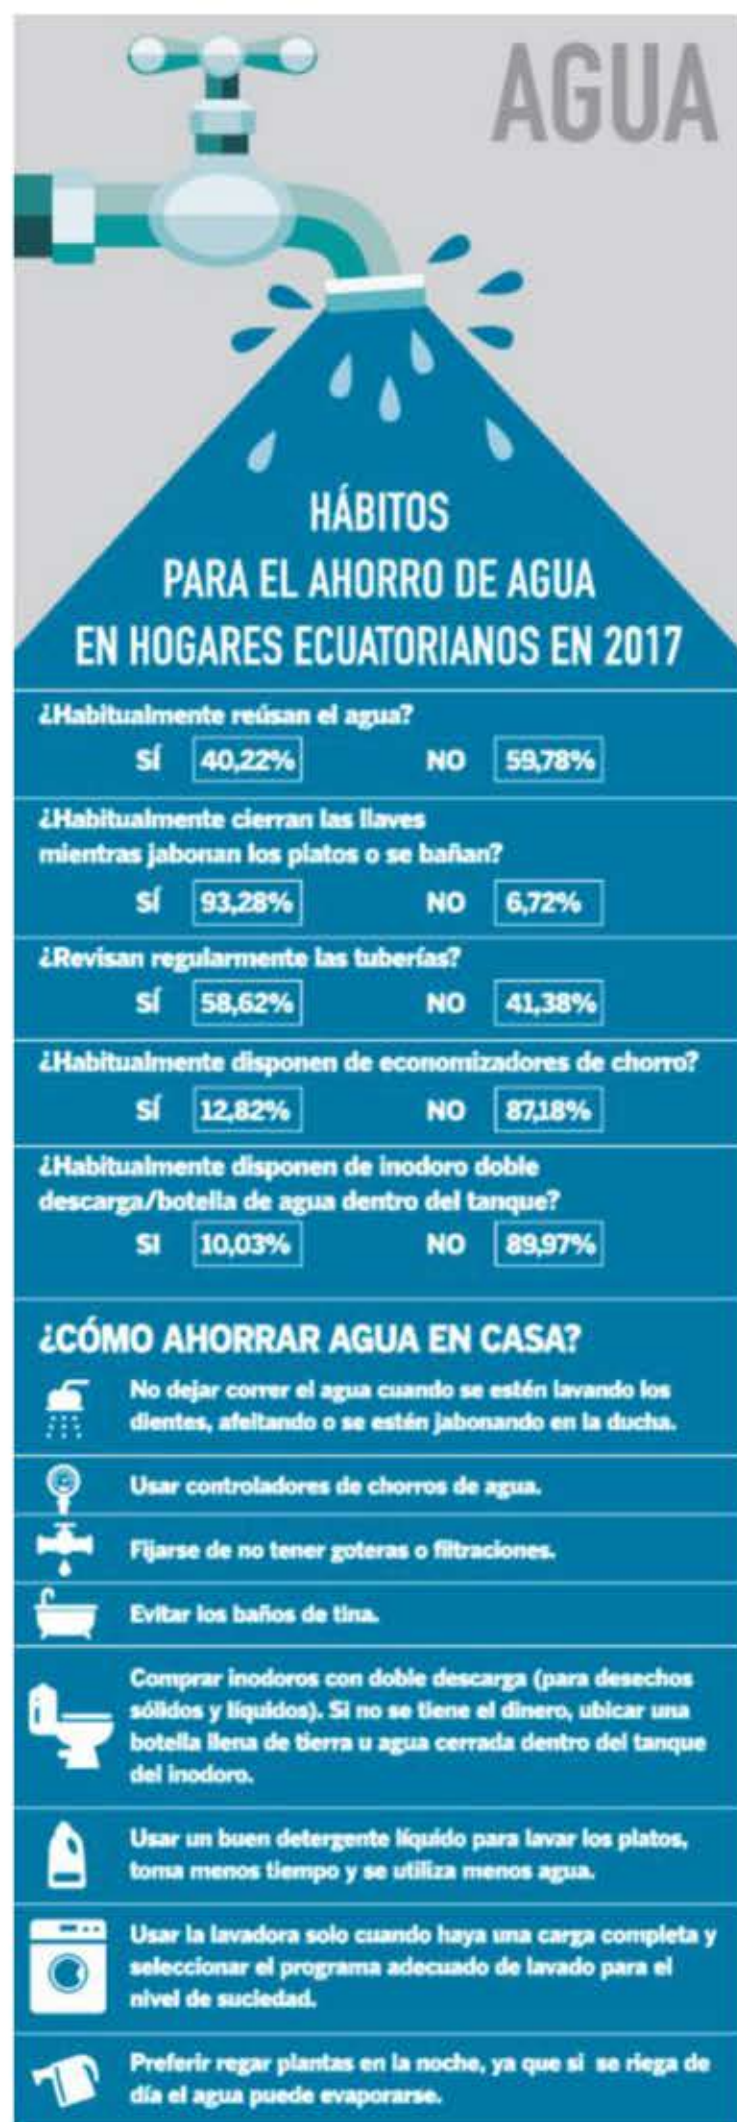 AGUA
HÁBITOS
PARA EL AHORRO DE AGUA
EN HOGARES ECUATORIANOS EN 2017
¿Habitualmente reúsan el agua?
SÍ 40,22% NO 59,78%
¿Habitualmente cierran las llaves
mientras jabonan los platos o se bañan?
SÍ 93,28% NO 6,72%
¿Revisan regularmente las tuberías?
SÍ 58,62% NO 41,38%
¿Habitualmente disponen de economizadores de chorro?
SÍ 12,82% NO 87,18%
¿Habitualmente disponen de inodoro doble
descarga/botella de agua dentro del tanque?
SI 10,03% NO 89,97%
¿CÓMO AHORRAR AGUA EN CASA?
No dejar correr el agua cuando se estén lavando los
dientes, afeitando o se estén jabonando en la ducha.
Usar controladores de chorros de agua.
Fijarse de no tener goteras o filtraciones.
Evitar los baños de tina.
Comprar inodoros con doble descarga (para desechos
sólidos y líquidos). Si no se tiene el dinero, ubicar una
botella llena de tierra u agua cerrada dentro del tanque
del inodoro.
Usar un buen detergente líquido para lavar los platos,
toma menos tiempo y se utiliza menos agua.
Usar la lavadora solo cuando haya una carga completa y
seleccionar el programa adecuado de lavado para el
nivel de suciedad.
Preferir regar plantas en la noche, ya que si se riega de
día el agua puede evaporarse.